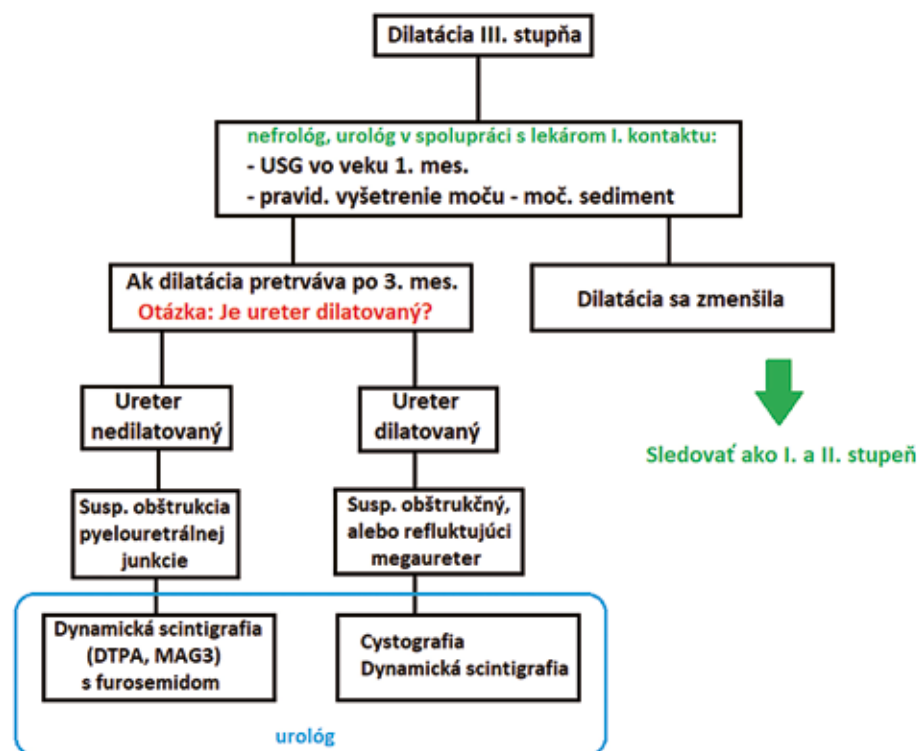 Dilatácia III. stupňa
nefrológ, urológ v spolupráci s lekárom I. kontaktu:
- USG vo veku 1. mes.
- pravid. vyšetrenie moču - moč. sediment
Ak dilatácia pretrváva po 3. mes.
Otázka: Je ureter dilatovaný?
Dilatácia sa zmenšila
Ureter
nedilatovaný
Ureter
dilatovaný
Sledovať ako I. a II. stupeň
Susp. obštrukcia
pyelouretrálnej
junkcie
Susp. obštrukčný,
alebo refluktujúci
megaureter
Dynamická scintigrafia
(DTPA, MAG3)
s furosemidom
Cystografia
Dynamická scintigrafia
urológ